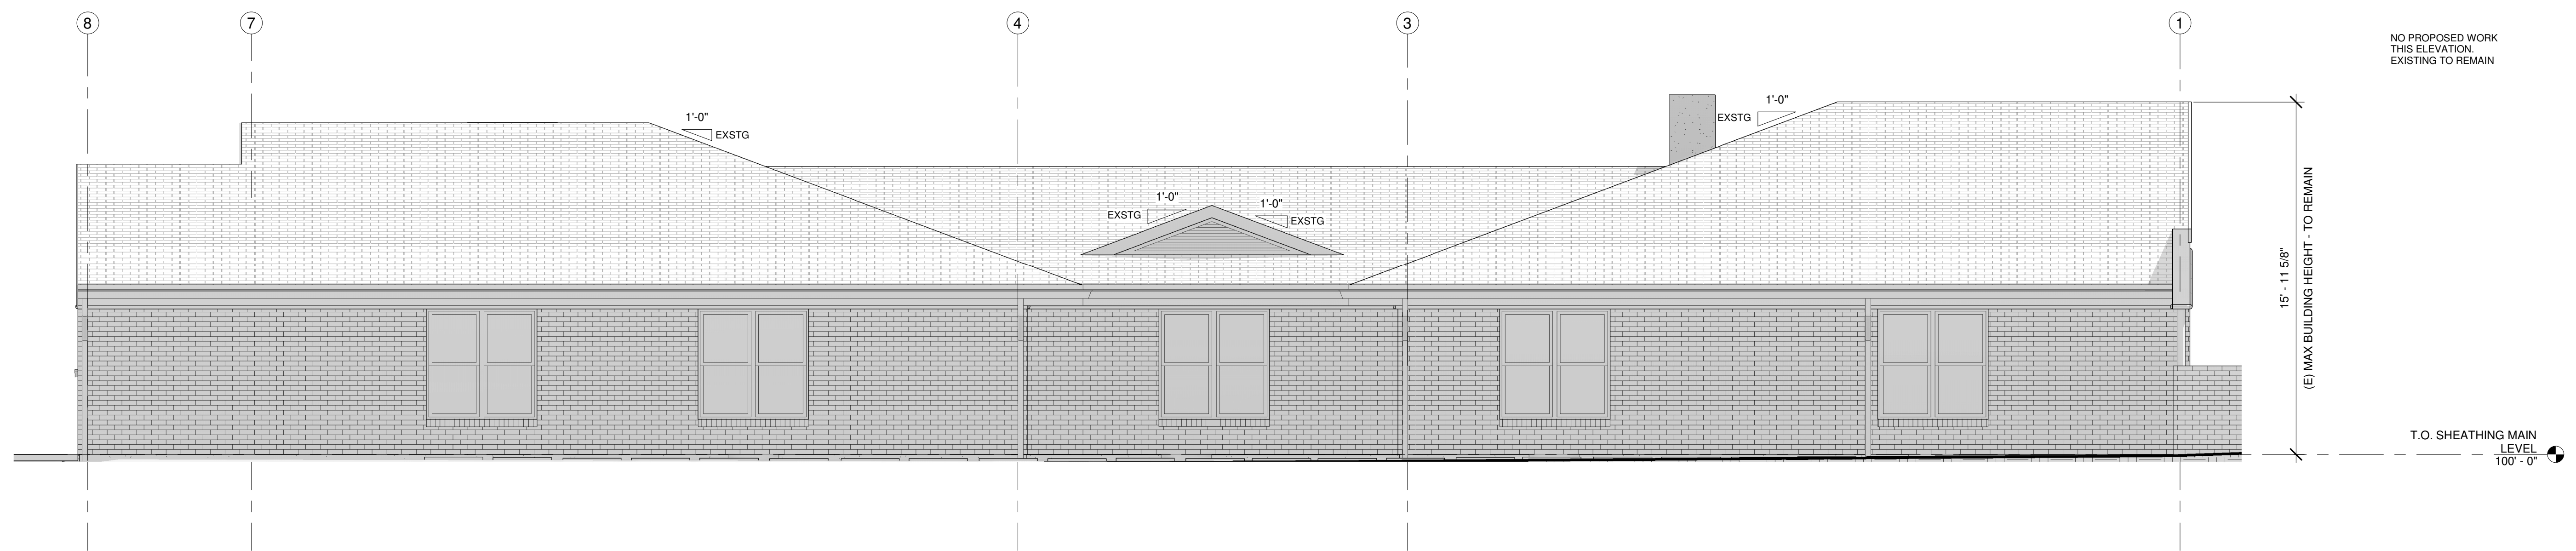 8
7
4
3
1
NO PROPOSED WORK
THIS ELEVATION.
EXISTING TO REMAIN
1'-0"
EXSTG
1'-0"
EXSTG
1'-0"
EXSTG
1'-0"
EXSTG
15' - 11 5/8"
(E) MAX BUILDING HEIGHT - TO REMAIN
T.O. SHEATHING MAIN
LEVEL
100' - 0"